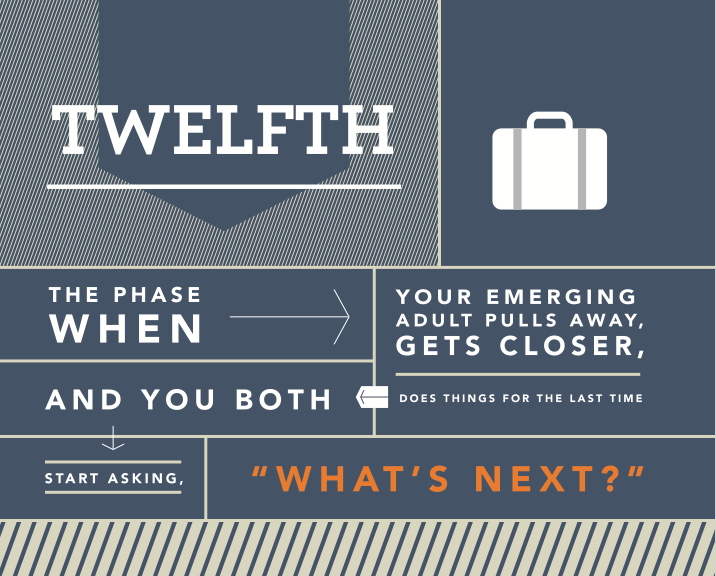 TWELFTH
THE PHASE
WHEN
YOUR EMERGING
ADULT PULLS AWAY,
GETS CLOSER,
DOES THINGS FOR THE LAST TIME
AND YOU BOTH
START ASKING,
"WHAT'S NEXT?"